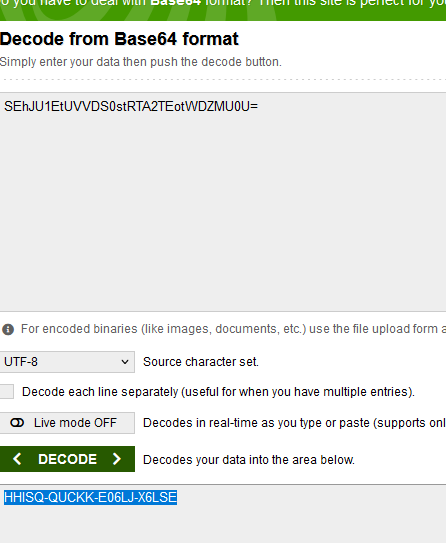 Do you have to deal with Base64 format? Then this site is perfect for yo
Decode from Base64 format
Simply enter your data then push the decode button.
SEhJU1EtUVVDS0stRTA2TEotWDZMU0U=
For encoded binaries (like images, documents, etc.) use the file upload form a
UTF-8 Source character set.
Decode each line separately (useful for when you have multiple entries).
Live mode OFF Decodes in real-time as you type or paste (supports onl
< DECODE > Decodes your data into the area below.
HHISQ-QUCKK-E06LJ-X6LSE